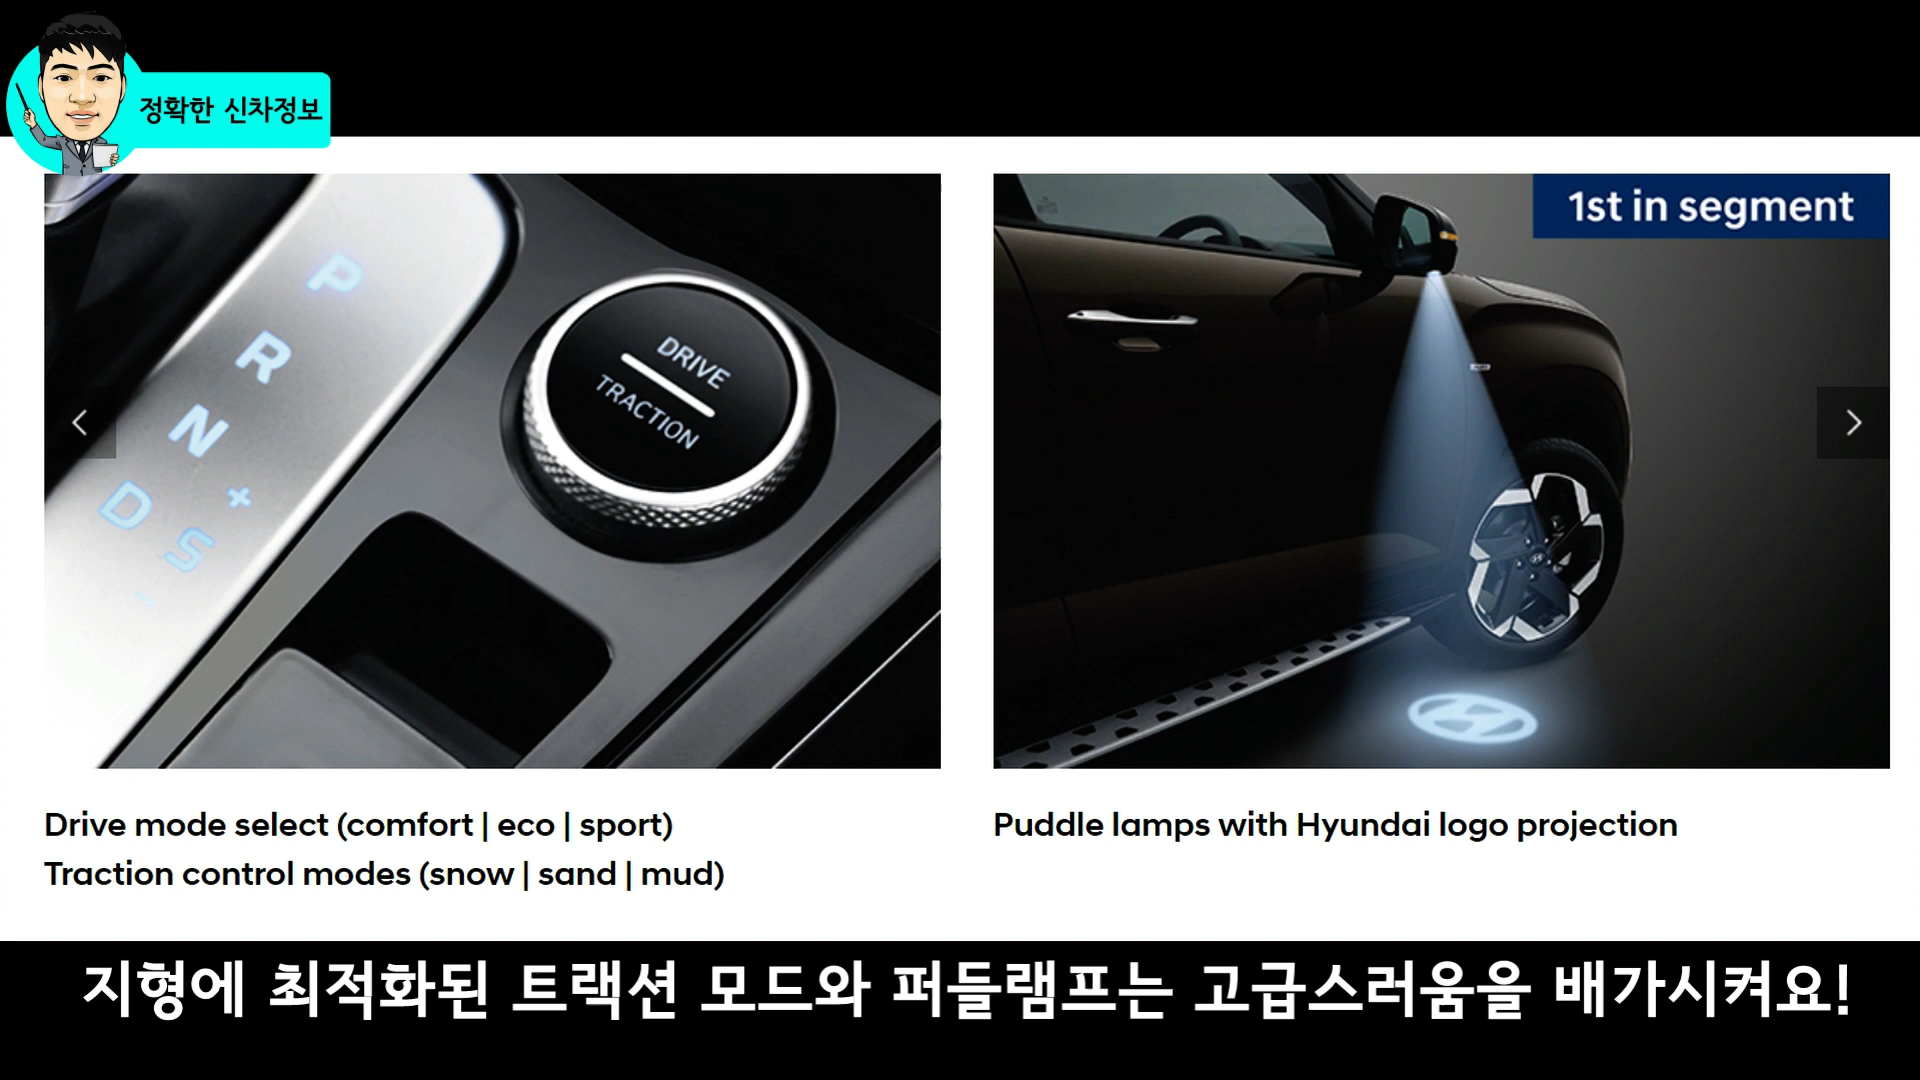 정확한 신차정보
P
R
N
D +
S
-
DRIVE
TRACTION
1st in segment
Drive mode select (comfort | eco | sport)
Traction control modes (snow | sand | mud)
Puddle lamps with Hyundai logo projection
지형에 최적화된 트랙션 모드와 퍼들램프는 고급스러움을 배가시켜요!